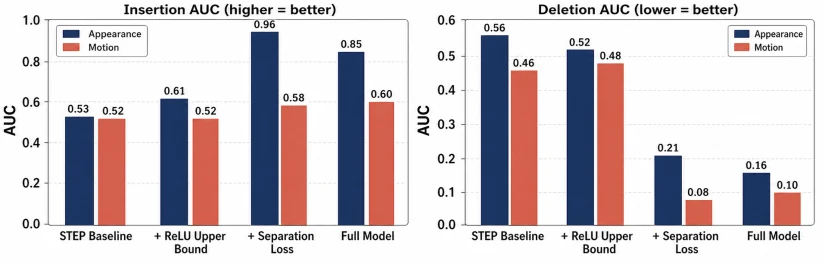 Insertion AUC (higher = better)
AUC
1.0
0.8
0.6
0.4
0.2
0.0
Appearance
Motion
0.53
0.52
0.61
0.52
0.96
0.58
0.85
0.60
STEP Baseline
+ ReLU Upper
Bound
+ Separation
Loss
Full Model
Deletion AUC (lower = better)
AUC
0.6
0.5
0.4
0.3
0.2
0.1
0.0
Appearance
Motion
0.56
0.46
0.52
0.48
0.21
0.08
0.16
0.10
STEP Baseline
+ ReLU Upper
Bound
+ Separation
Loss
Full Model